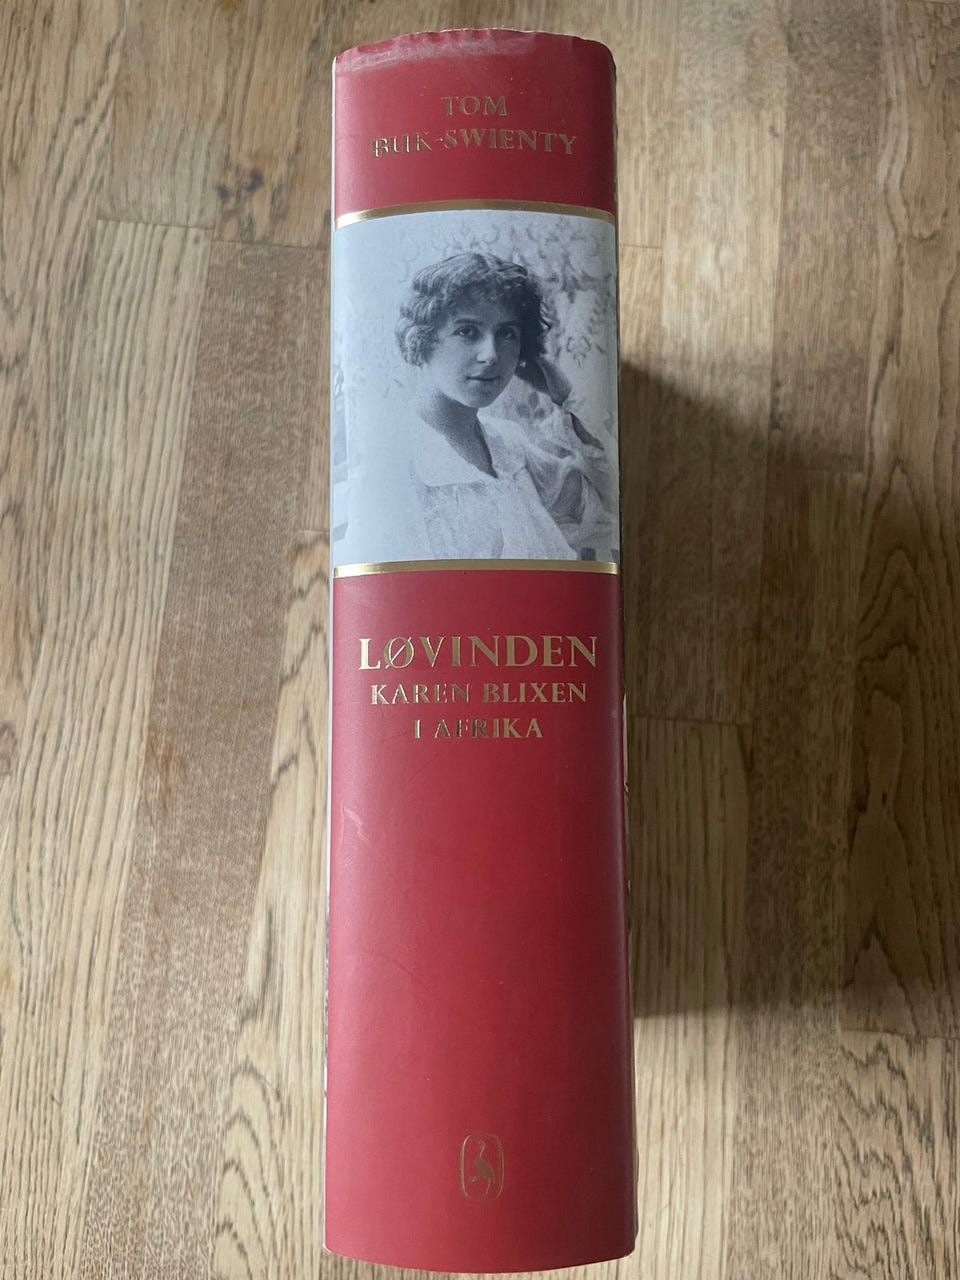 TOM
BUK-SWIENTY
LØVINDEN
KAREN BLIXEN
I AFRIKA